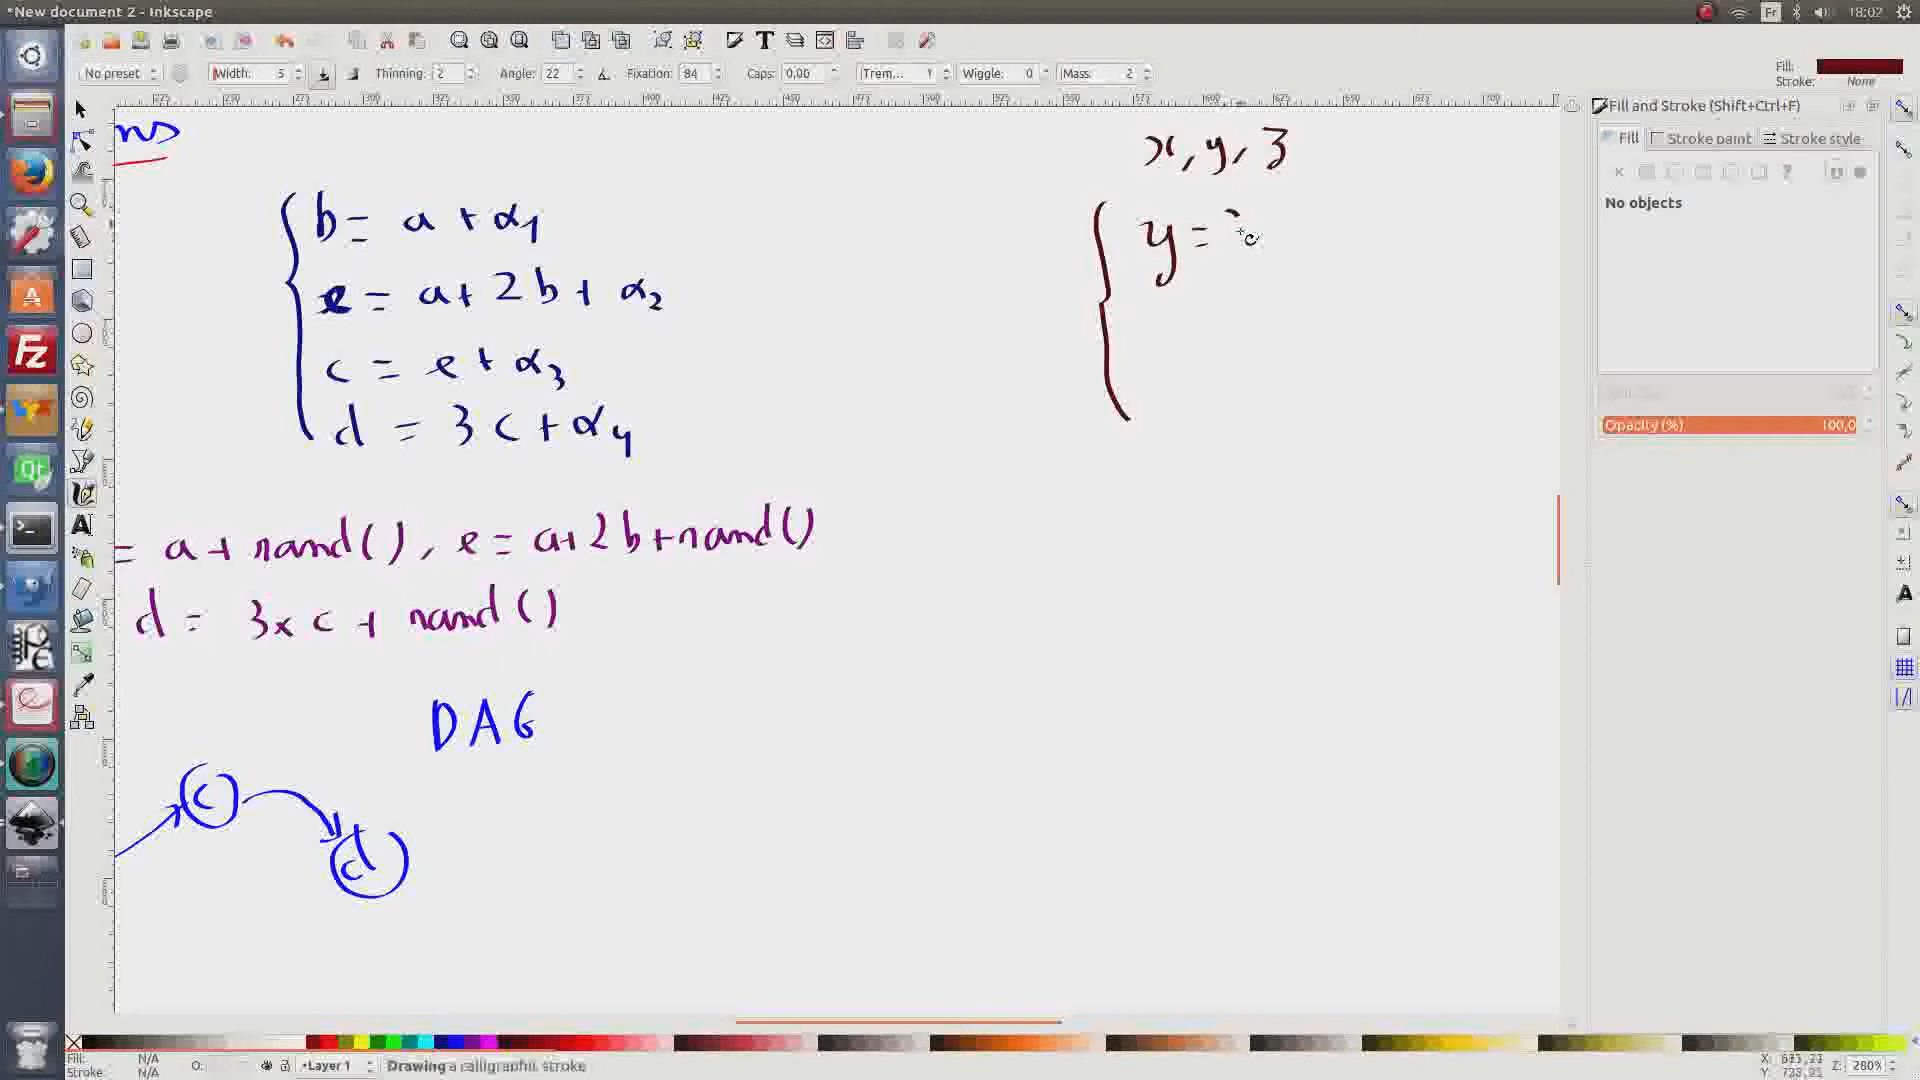 *New document 2 - Inkscape
Fr
18:02
No preset
Width: 5
Thinning: 2
Angle: 22
Fixation: 84
Caps: 0.00
Trem... 1
Wiggle: 0
Mass: 2
Fill:
Stroke: None
Fill and Stroke (Shift+Ctrl+F)
Fill
Stroke paint
Stroke style
No objects
Opacity (%) 100,0
ns
x, y, z
b = a + α1
y =
e = a + 2b + α2
c = e + α3
d = 3c + α4
= a + rand(), e = a+2b+rand()
d = 3x c + rand()
DAG
c
d
Fill: N/A
Stroke: N/A
O:
Layer 1
Drawing a calligraphic stroke
X:
Y:
Z: 280%